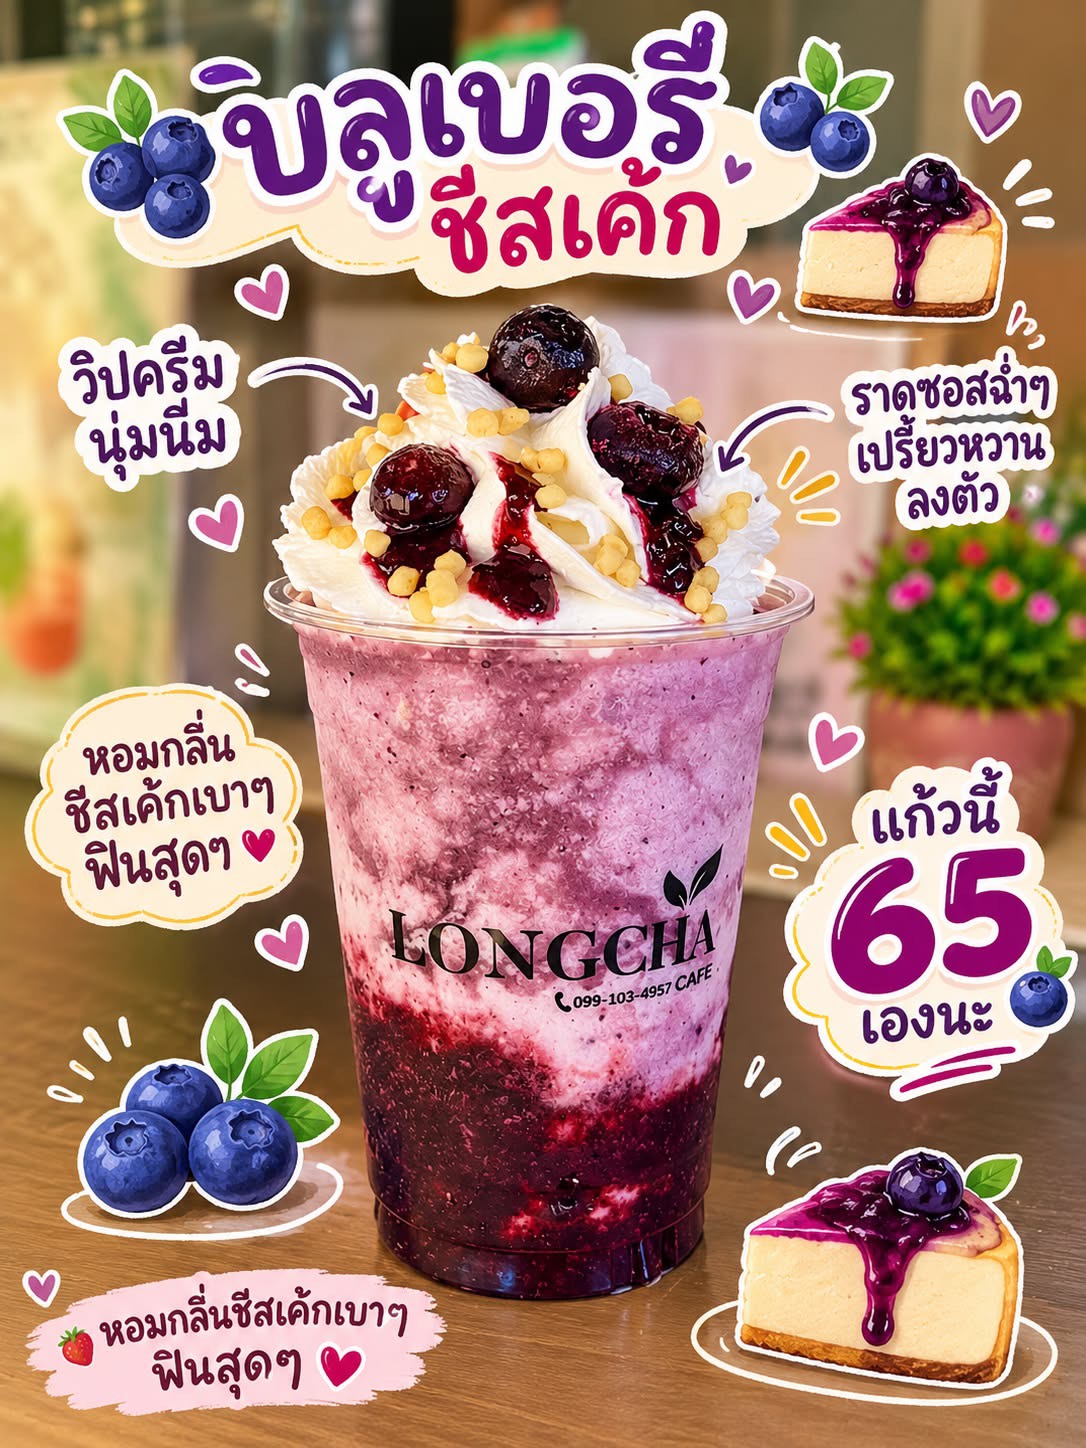 บิลูเบอรี
ชีสเค้ก
วิปครีม
นุ่มนีม
ราดซอสฉ่ำๆ
เปรี้ยวหวาน
ลงตัว
หอมกลิ่น
ชีสเค้กเบาๆ
ฟินสุดๆ
LONGCHA
099-103-4957 CAFE
แก้วนี้
65
เองนะ
หอมกลิ่นชีสเค้กเบาๆ
ฟินสุดๆ